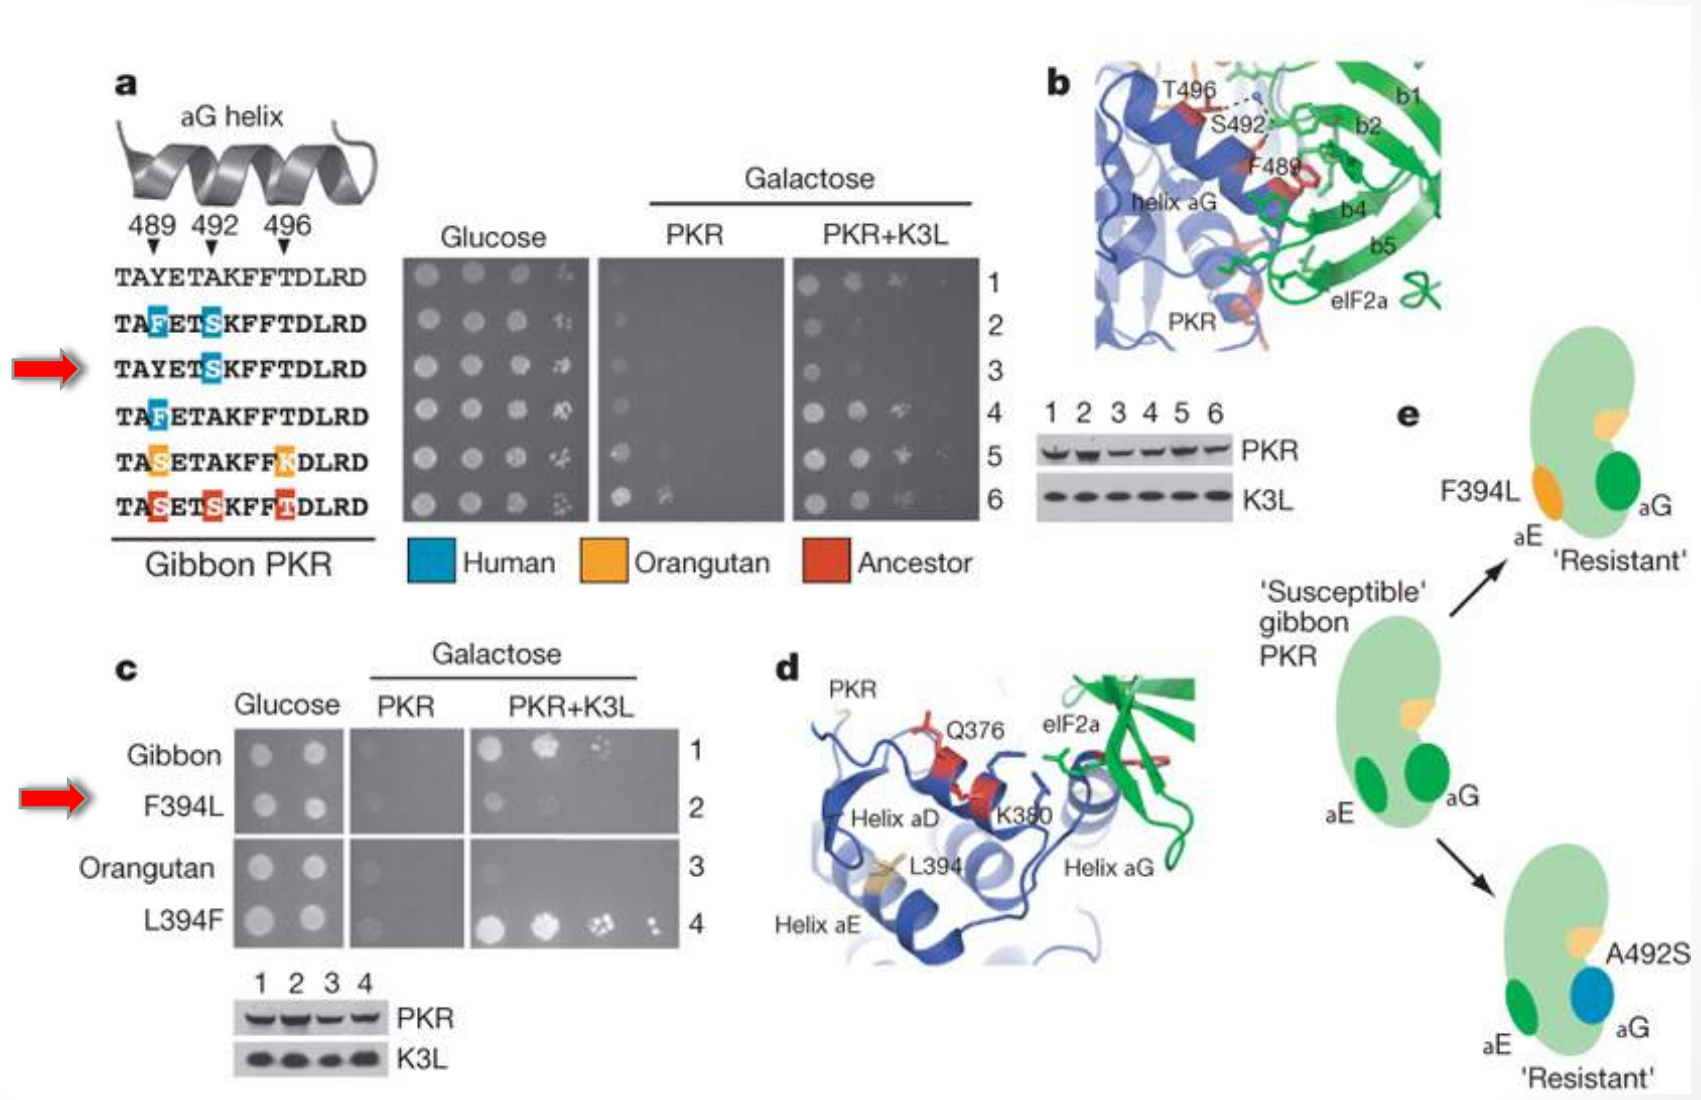 a
aG helix
489 492 496
TAYETAKFFTDLRD
TAFETSKFFTDLRD
TAYETSKFFTDLRD
TAFETAKFFTDLRD
TASETAKFFKDLRD
TASETSKFFTDLRD
Gibbon PKR
Galactose
Glucose PKR PKR+K3L
1
2
3
4
5
6
Human Orangutan Ancestor
b
T496
S492
F489
helix aG
b1
b2
b4
b5
eIF2a
PKR
1 2 3 4 5 6
PKR
K3L
c
Galactose
Glucose PKR PKR+K3L
Gibbon 1
F394L 2
Orangutan 3
L394F 4
1 2 3 4
PKR
K3L
d
PKR
Q376
eIF2a
Helix aD
K380
L394
Helix aG
Helix aE
e
F394L
aG
aE
'Resistant'
'Susceptible'
gibbon
PKR
aG
aE
A492S
aG
aE
'Resistant'